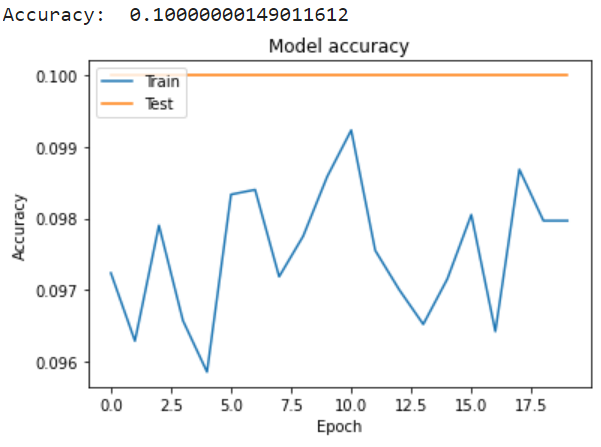 Accuracy:  0.10000000149011612
Model accuracy
Train
Test
0.100
0.099
0.098
0.097
0.096
Accuracy
0.0
2.5
5.0
7.5
10.0
12.5
15.0
17.5
Epoch